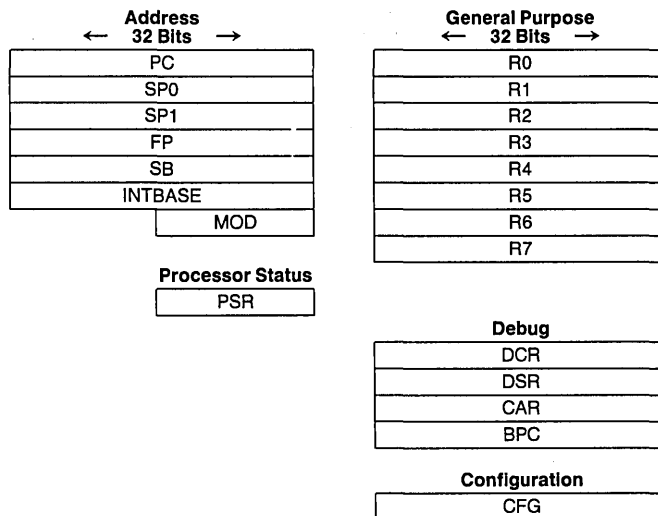 Address
← 32 Bits →
PC
SP0
SP1
FP
SB
INTBASE
MOD
Processor Status
PSR
General Purpose
← 32 Bits →
R0
R1
R2
R3
R4
R5
R6
R7
Debug
DCR
DSR
CAR
BPC
Configuration
CFG